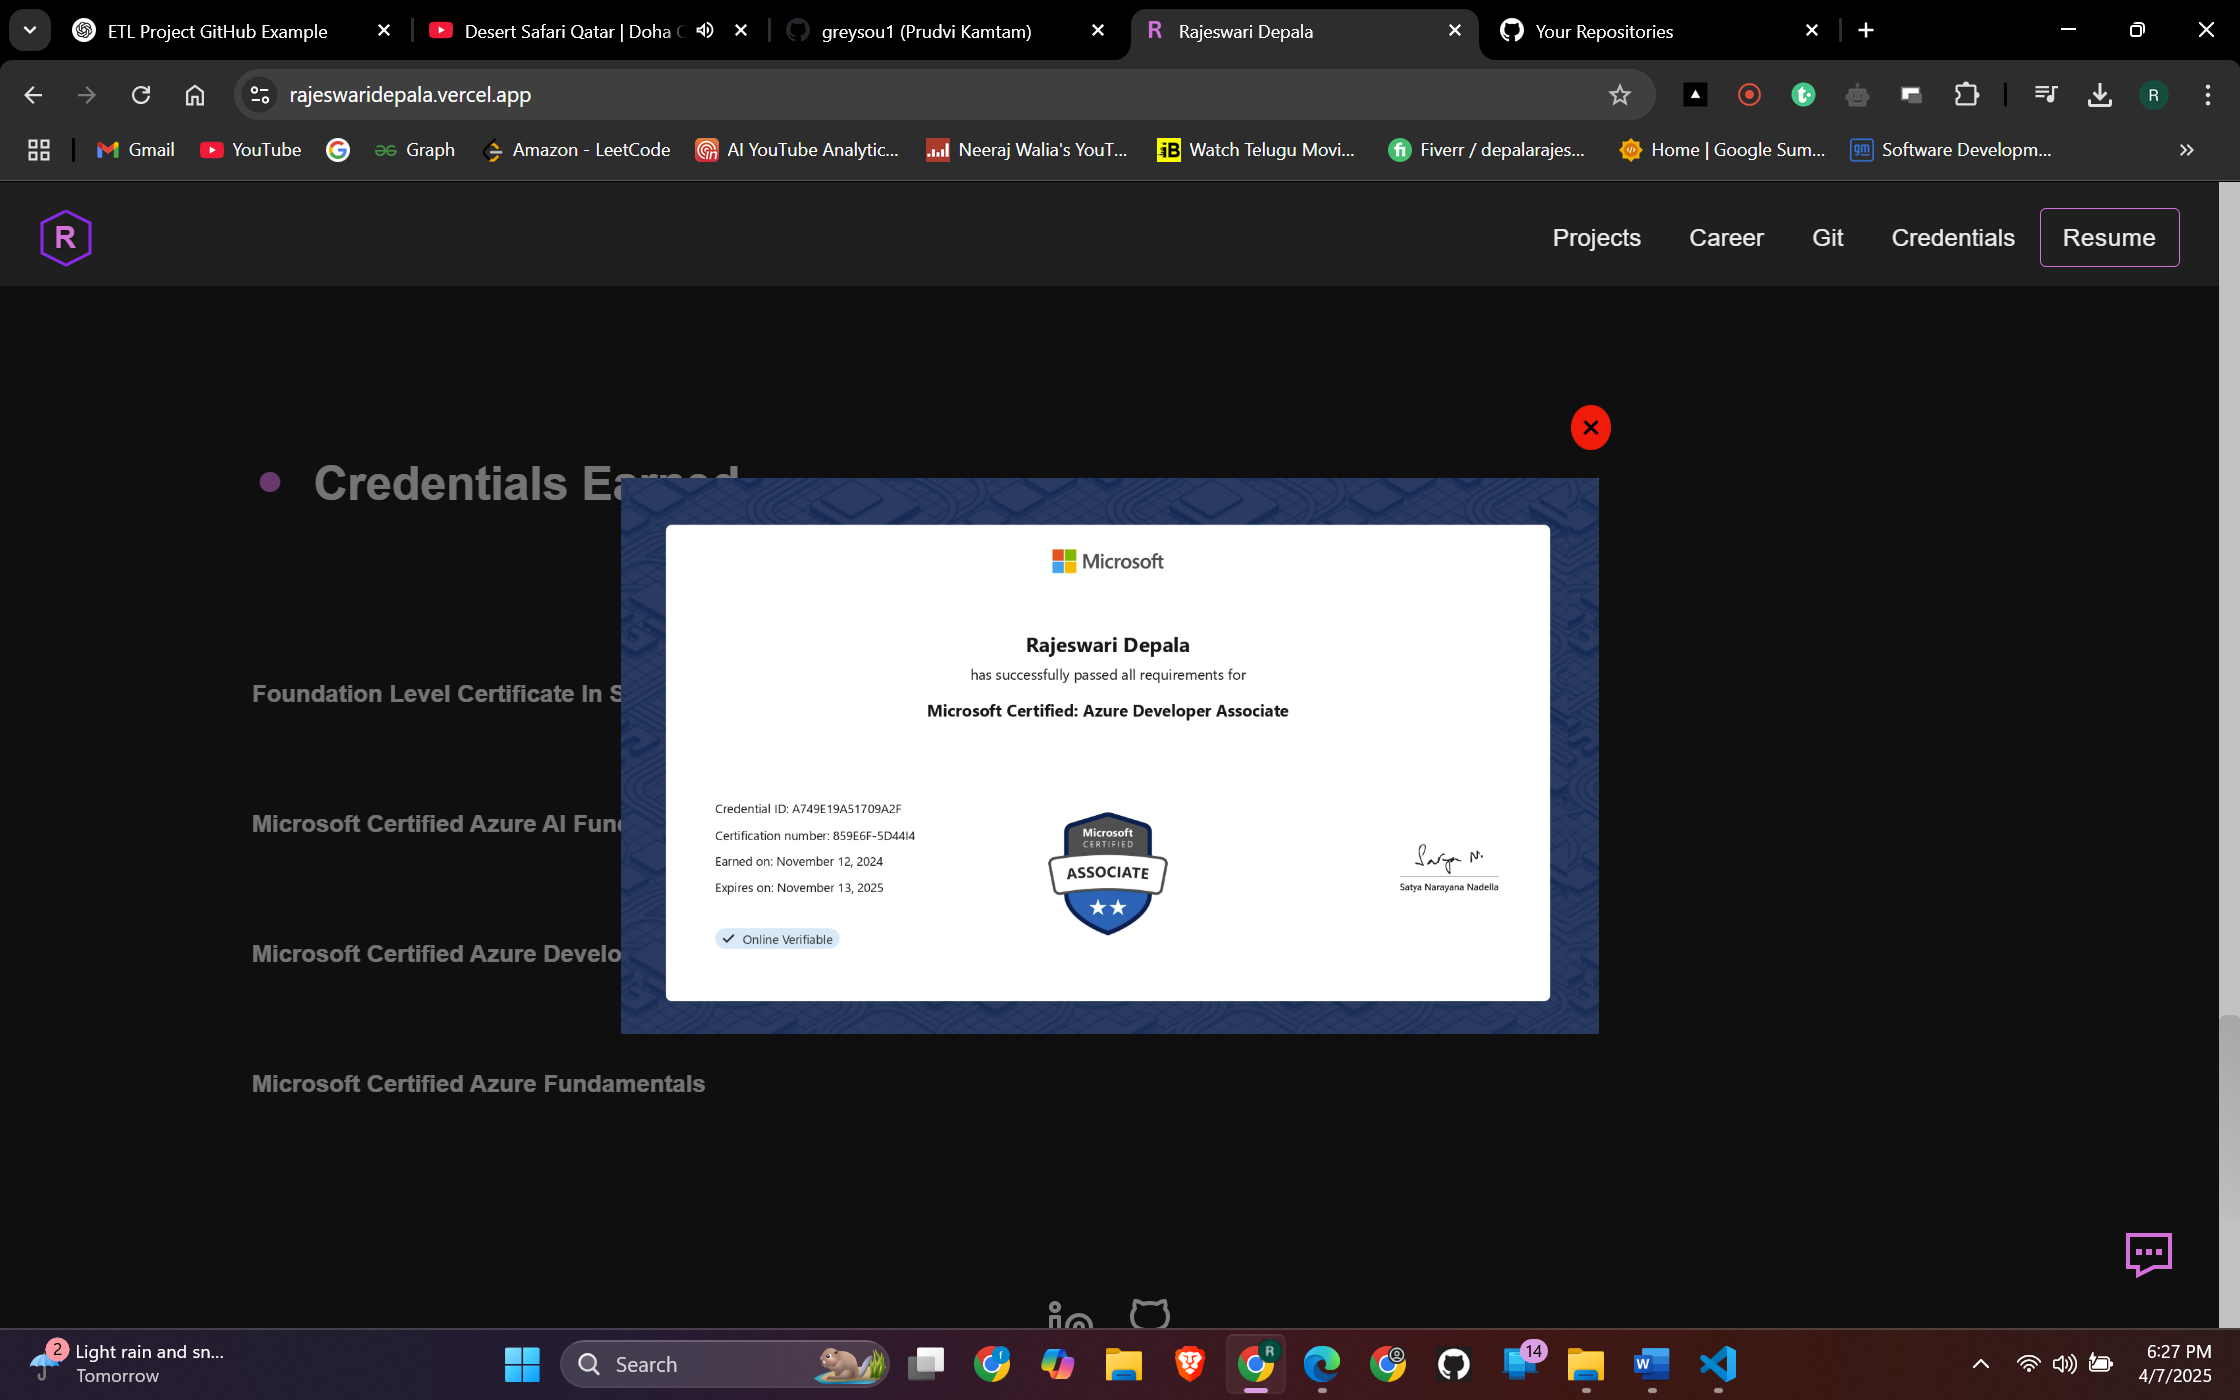 ETL Project GitHub Example
Desert Safari Qatar | Doha
greysou1 (Prudvi Kamtam)
R Rajeswari Depala
Your Repositories
rajeswaridepala.vercel.app
R
Gmail
YouTube
Graph
Amazon - LeetCode
AI YouTube Analytic...
Neeraj Walia's YouT...
Watch Telugu Movi...
Fiverr / depalarajes...
Home | Google Sum...
gm Software Developm...
R
Projects
Career
Git
Credentials
Resume
Credentials Earned
Foundation Level Certificate In S
Microsoft Certified Azure AI Fun
Microsoft Certified Azure Develo
Microsoft Certified Azure Fundamentals
Microsoft
Rajeswari Depala
has successfully passed all requirements for
Microsoft Certified: Azure Developer Associate
Credential ID: A749E19A51709A2F
Certification number: 859E6F-5D44I4
Earned on: November 12, 2024
Expires on: November 13, 2025
Online Verifiable
Microsoft
CERTIFIED
ASSOCIATE
Satya N.
Satya Narayana Nadella
2
Light rain and sn...
Tomorrow
Search
R
14
6:27 PM
4/7/2025